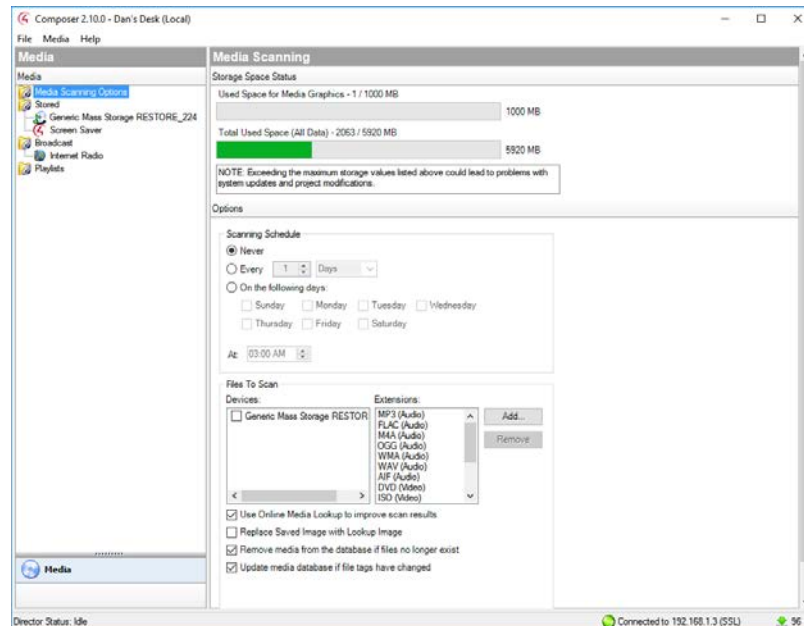 Composer 2.10.0 - Dan's Desk (Local)
File Media Help
Media
Media
Media Scanning Options
Stored
Generic Mass Storage RESTORE_224
Screen Saver
Broadcast
Internet Radio
Playlists
Media
Director Status: Idle
Media Scanning
Storage Space Status
Used Space for Media Graphics - 1 / 1000 MB
1000 MB
Total Used Space (All Data) - 2063 / 5920 MB
5920 MB
NOTE: Exceeding the maximum storage values listed above could lead to problems with
system updates and project modifications.
Options
Scanning Schedule
Never
Every 1 Days
On the following days:
Sunday Monday Tuesday Wednesday
Thursday Friday Saturday
At: 03:00 AM
Files To Scan
Devices: Extensions:
Generic Mass Storage RESTOR
MP3 (Audio)
FLAC (Audio)
M4A (Audio)
OGG (Audio)
WMA (Audio)
WAV (Audio)
AIF (Audio)
DVD (Video)
ISO (Video)
Add...
Remove
Use Online Media Lookup to improve scan results
Replace Saved Image with Lookup Image
Remove media from the database if files no longer exist
Update media database if file tags have changed
Connected to 192.168.1.3 (SSL) 96